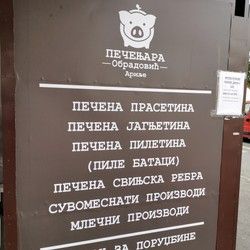 ПЕЧЕЊАРА
Обрадовић
Ариље
ПЕЧЕНА ПРАСЕТИНА
ПЕЧЕНА ЈАГЊЕТИНА
ПЕЧЕНА ПИЛЕТИНА
(ПИЛЕ БАТАЦИ)
ПЕЧЕНА СВИЊСКА РЕБРА
СУВОМЕСНАТИ ПРОИЗВОДИ
МЛЕЧНИ ПРОИЗВОДИ
ЗА ПОРУЏБИНЕ